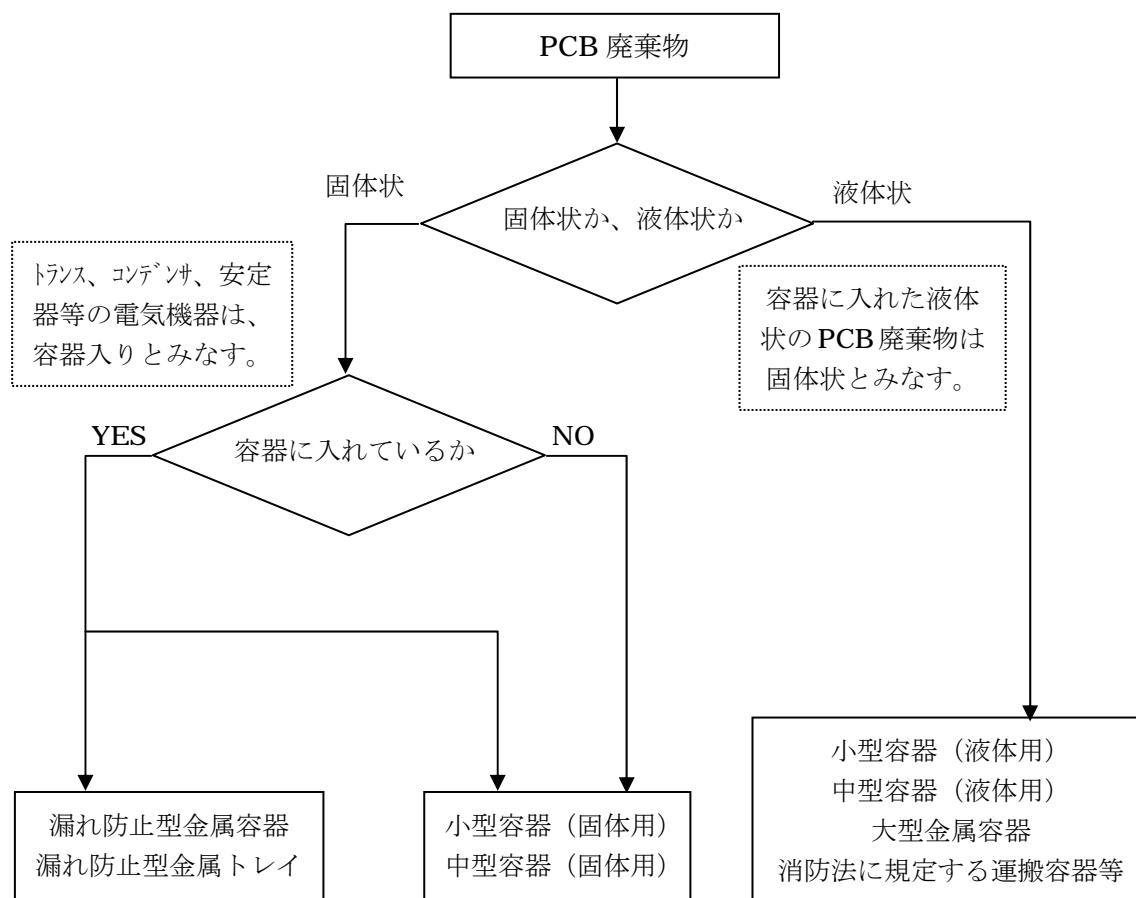 PCB 廃棄物
固体状
液体状
固体状か、液体状か
ﾄﾗﾝｽ、ｺﾝﾃﾞﾝｻ、安定
器等の電気機器は、
容器入りとみなす。
容器に入れた液体
状の PCB 廃棄物は
固体状とみなす。
YES
容器に入れているか
NO
漏れ防止型金属容器
漏れ防止型金属トレイ
小型容器（固体用）
中型容器（固体用）
小型容器（液体用）
中型容器（液体用）
大型金属容器
消防法に規定する運搬容器等